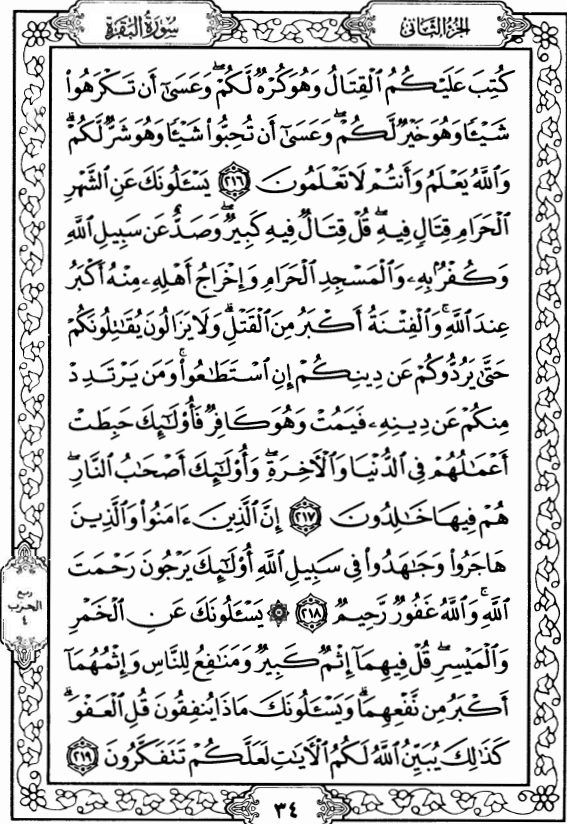 الجزء الثاني
سورة البقرة
كُتِبَ عَلَيْكُمُ ٱلْقِتَالُ وَهُوَ كُرْهٌ لَّكُمْ ۖ وَعَسَىٰٓ أَن تَكْرَهُوا۟
شَيْـًٔا وَهُوَ خَيْرٌ لَّكُمْ ۖ وَعَسَىٰٓ أَن تُحِبُّوا۟ شَيْـًٔا وَهُوَ شَرٌّ لَّكُمْ ۗ
وَٱللَّهُ يَعْلَمُ وَأَنتُمْ لَا تَعْلَمُونَ ٢١٦ يَسْـَٔلُونَكَ عَنِ ٱلشَّهْرِ
ٱلْحَرَامِ قِتَالٍ فِيهِ ۖ قُلْ قِتَالٌ فِيهِ كَبِيرٌ ۖ وَصَدٌّ عَن سَبِيلِ ٱللَّهِ
وَكُفْرٌۢ بِهِۦ وَٱلْمَسْجِدِ ٱلْحَرَامِ وَإِخْرَاجُ أَهْلِهِۦ مِنْهُ أَكْبَرُ
عِندَ ٱللَّهِ ۚ وَٱلْفِتْنَةُ أَكْبَرُ مِنَ ٱلْقَتْلِ ۗ وَلَا يَزَالُونَ يُقَـٰتِلُونَكُمْ
حَتَّىٰ يَرُدُّوكُمْ عَن دِينِكُمْ إِنِ ٱسْتَطَـٰعُوا۟ ۚ وَمَن يَرْتَدِدْ
مِنكُمْ عَن دِينِهِۦ فَيَمُتْ وَهُوَ كَافِرٌ فَأُو۟لَـٰٓئِكَ حَبِطَتْ
أَعْمَـٰلُهُمْ فِى ٱلدُّنْيَا وَٱلْـَٔاخِرَةِ ۖ وَأُو۟لَـٰٓئِكَ أَصْحَـٰبُ ٱلنَّارِ ۖ
هُمْ فِيهَا خَـٰلِدُونَ ٢١٧ إِنَّ ٱلَّذِينَ ءَامَنُوا۟ وَٱلَّذِينَ
هَاجَرُوا۟ وَجَـٰهَدُوا۟ فِى سَبِيلِ ٱللَّهِ أُو۟لَـٰٓئِكَ يَرْجُونَ رَحْمَتَ
ٱللَّهِ ۚ وَٱللَّهُ غَفُورٌ رَّحِيمٌ ٢١٨ ۞ يَسْـَٔلُونَكَ عَنِ ٱلْخَمْرِ
وَٱلْمَيْسِرِ ۖ قُلْ فِيهِمَآ إِثْمٌ كَبِيرٌ وَمَنَـٰفِعُ لِلنَّاسِ وَإِثْمُهُمَآ
أَكْبَرُ مِن نَّفْعِهِمَا ۗ وَيَسْـَٔلُونَكَ مَاذَا يُنفِقُونَ قُلِ ٱلْعَفْوَ ۗ
كَذَٰلِكَ يُبَيِّنُ ٱللَّهُ لَكُمُ ٱلْـَٔايَـٰتِ لَعَلَّكُمْ تَتَفَكَّرُونَ ٢١٩
ربع
الحزب
٤
٣٤